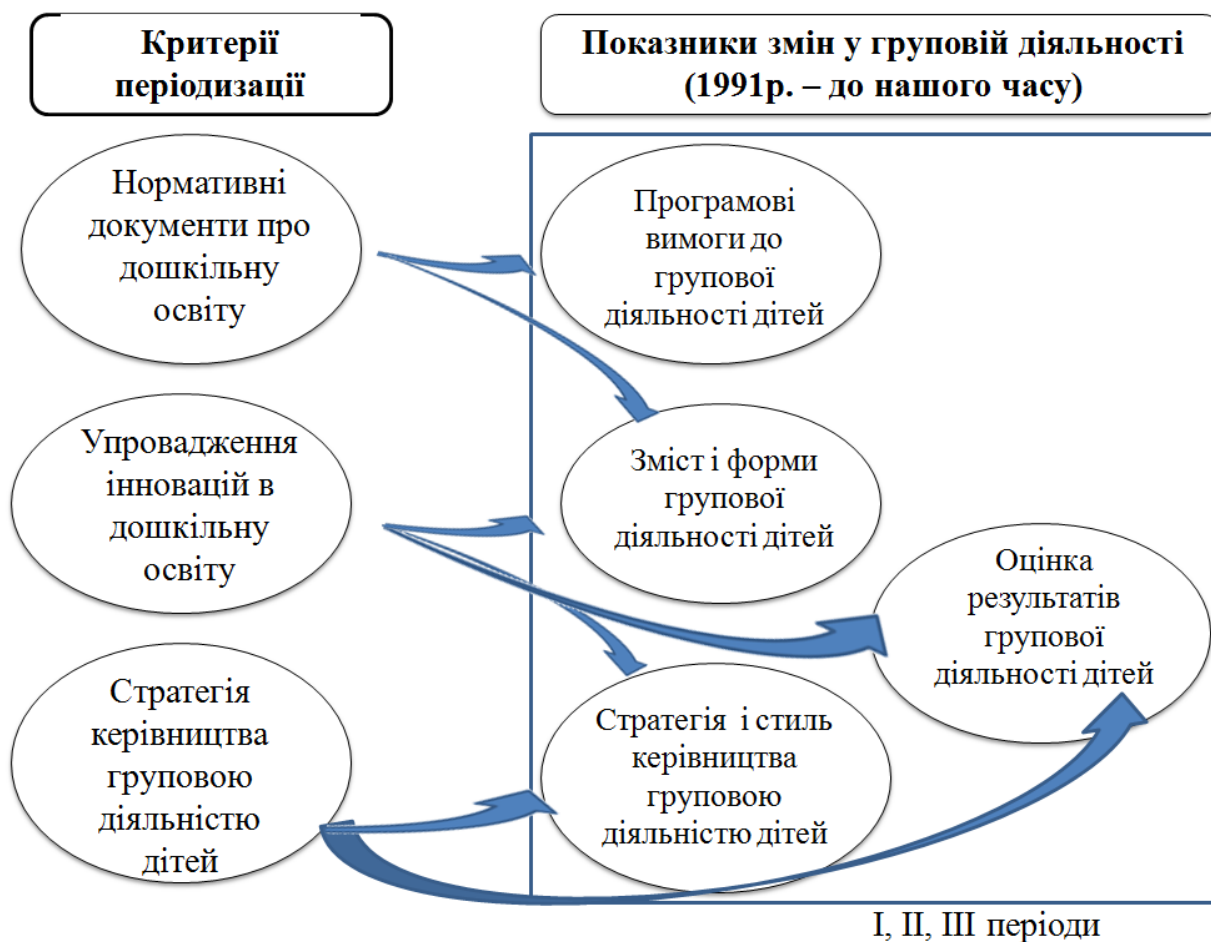 Критерії
періодизації
Показники змін у груповій діяльності
(1991р. – до нашого часу)
Нормативні
документи про
дошкільну
освіту
Програмові
вимоги до
групової
діяльності дітей
Упровадження
інновацій в
дошкільну
освіту
Зміст і форми
групової
діяльності дітей
Оцінка
результатів
групової
діяльності дітей
Стратегія
керівництва
груповою
діяльністю
дітей
Стратегія і стиль
керівництва
груповою
діяльністю дітей
I, II, III періоди